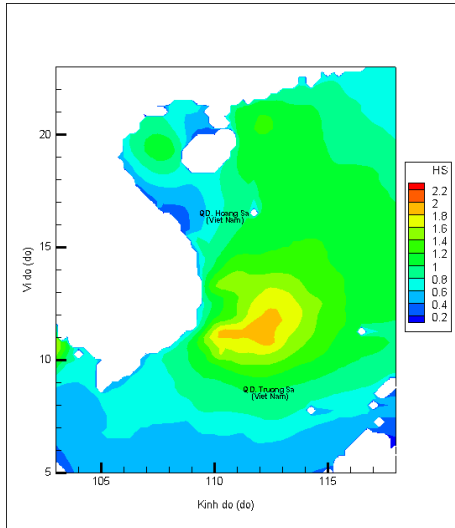 HS
2.2
2
1.8
1.6
1.4
1.2
1
0.8
0.6
0.4
0.2
20
15
10
5
Vi do (do)
QD. Hoang Sa
(Viet Nam)
QD. Truong Sa
(Viet Nam)
105
110
115
Kinh do (do)